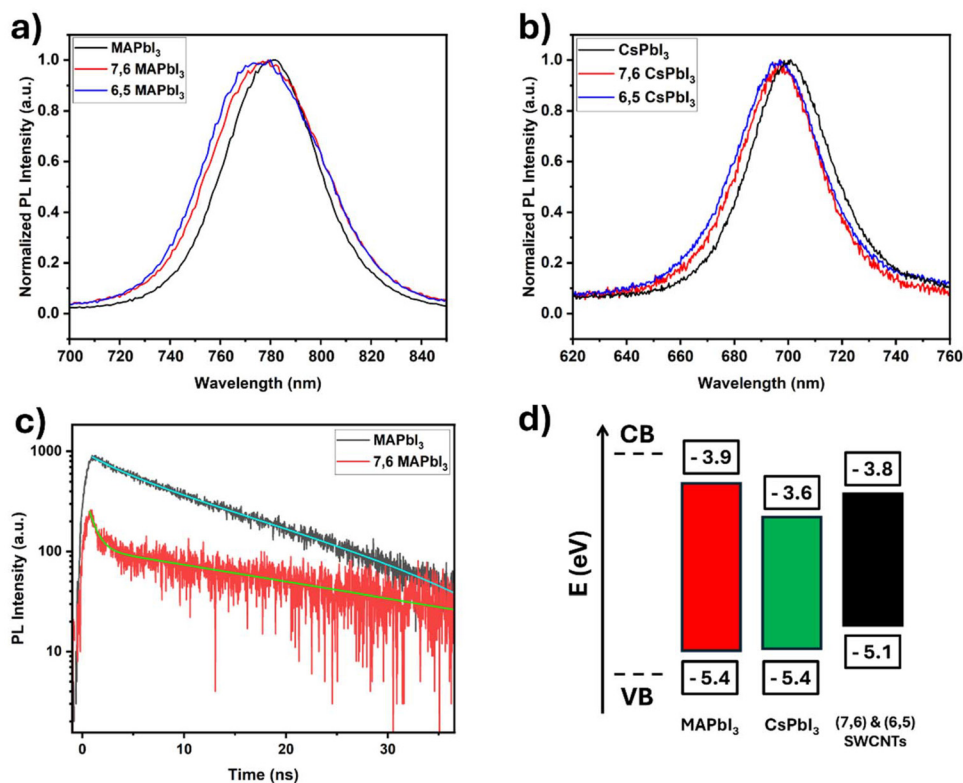 a)
MAPbI₃
7,6 MAPbI₃
6,5 MAPbI₃
Normalized PL Intensity (a.u.)
1.0
0.8
0.6
0.4
0.2
0.0
700 720 740 760 780 800 820 840
Wavelength (nm)
b)
CsPbI₃
7,6 CsPbI₃
6,5 CsPbI₃
Normalized PL Intensity (a.u.)
1.0
0.8
0.6
0.4
0.2
0.0
620 640 660 680 700 720 740 760
Wavelength (nm)
c)
MAPbI₃
7,6 MAPbI₃
PL Intensity (a.u.)
1000
100
10
0 10 20 30
Time (ns)
d)
E (eV)
CB
- 3.9
- 3.6
- 3.8
VB
- 5.4
- 5.4
- 5.1
MAPbI₃
CsPbI₃
(7,6) & (6,5)
SWCNTs